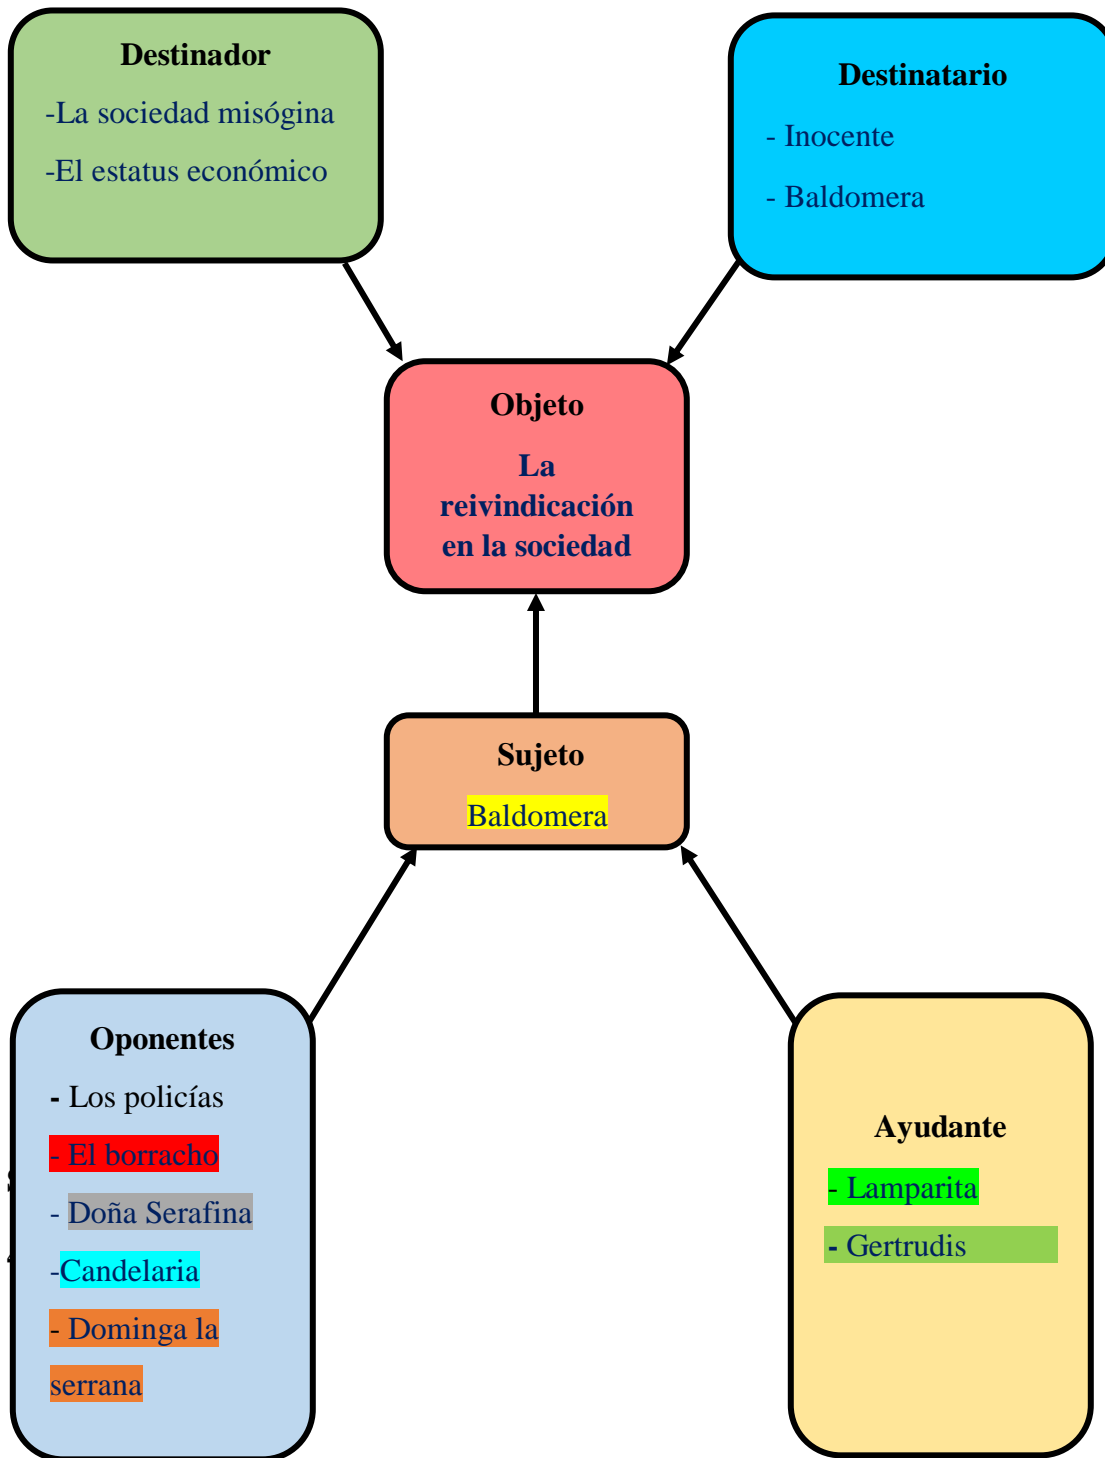 Destinador
-La sociedad misógina
-El estatus económico
Destinatario
- Inocente
- Baldomera
Objeto
La
reivindicación
en la sociedad
Sujeto
Baldomera
Oponentes
- Los policías
- El borracho
- Doña Serafina
-Candelaria
- Dominga la
serrana
Ayudante
- Lamparita
- Gertrudis